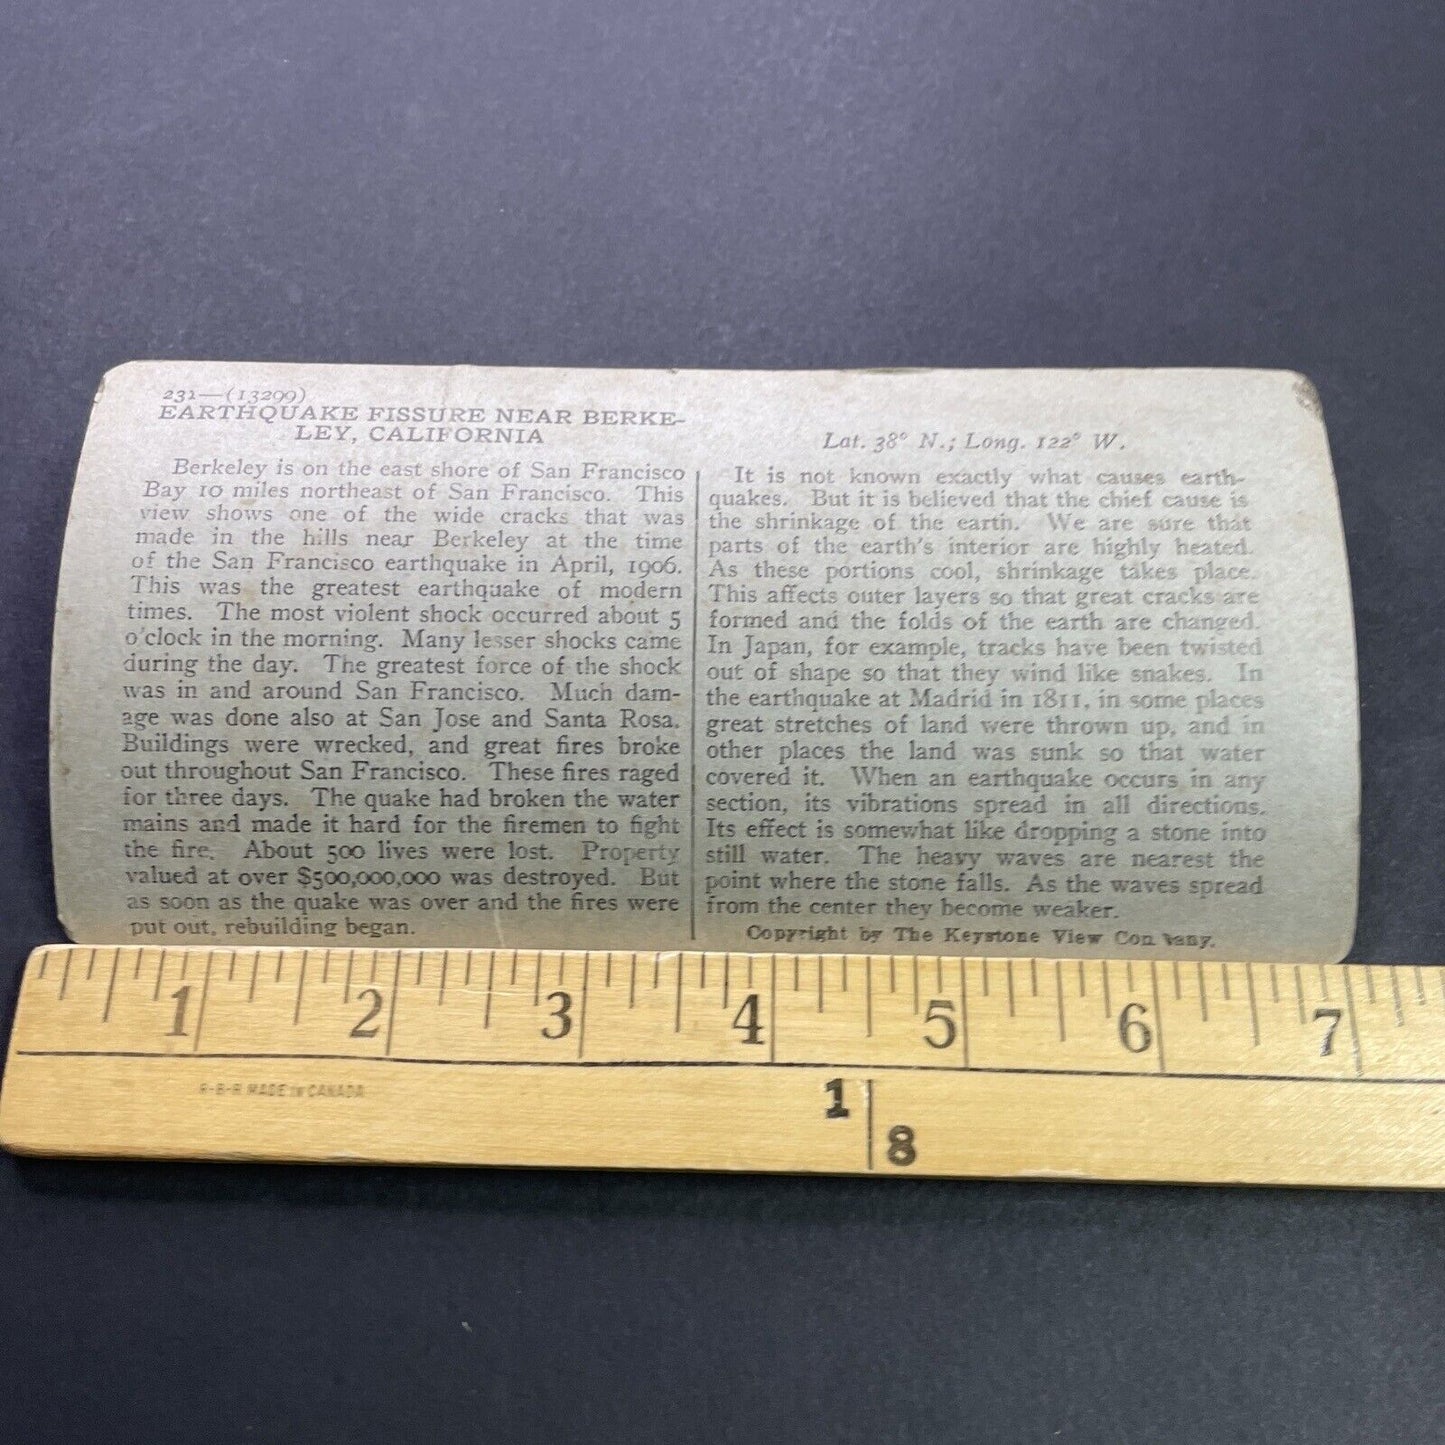 231—(13299)
EARTHQUAKE FISSURE NEAR BERKE-
LEY, CALIFORNIA
Berkeley is on the east shore of San Francisco
Bay 10 miles northeast of San Francisco. This
view shows one of the wide cracks that was
made in the hills near Berkeley at the time
of the San Francisco earthquake in April, 1906.
This was the greatest earthquake of modern
times. The most violent shock occurred about 5
o'clock in the morning. Many lesser shocks came
during the day. The greatest force of the shock
was in and around San Francisco. Much dam-
age was done also at San Jose and Santa Rosa.
Buildings were wrecked, and great fires broke
out throughout San Francisco. These fires raged
for three days. The quake had broken the water
mains and made it hard for the firemen to fight
the fire. About 500 lives were lost. Property
valued at over $500,000,000 was destroyed. But
as soon as the quake was over and the fires were
put out, rebuilding began.
Lat. 38° N.; Long. 122° W.
It is not known exactly what causes earth-
quakes. But it is believed that the chief cause is
the shrinkage of the earth. We are sure that
parts of the earth's interior are highly heated.
As these portions cool, shrinkage takes place.
This affects outer layers so that great cracks are
formed and the folds of the earth are changed.
In Japan, for example, tracks have been twisted
out of shape so that they wind like snakes. In
the earthquake at Madrid in 1811, in some places
great stretches of land were thrown up, and in
other places the land was sunk so that water
covered it. When an earthquake occurs in any
section, its vibrations spread in all directions.
Its effect is somewhat like dropping a stone into
still water. The heavy waves are nearest the
point where the stone falls. As the waves spread
from the center they become weaker.
Copyright by The Keystone View Company.
1 2 3 4 5 6 7
R-B-R MADE IN CANADA
1
8